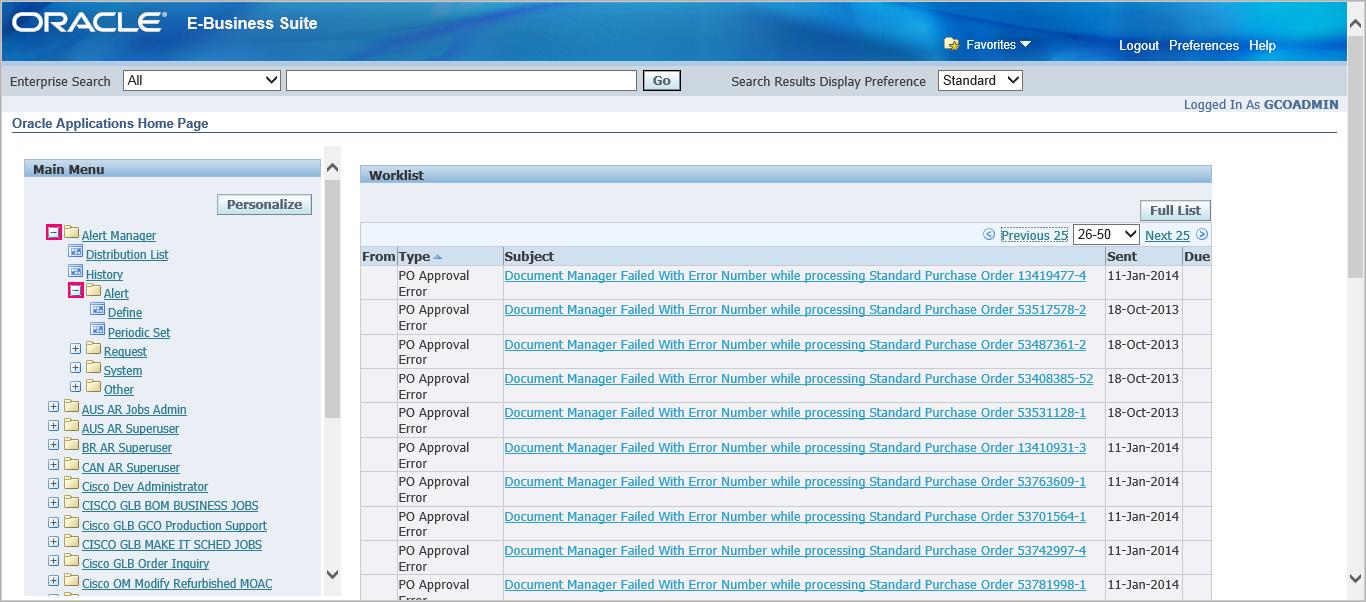 ORACLE® E-Business Suite
Favorites Logout Preferences Help
Enterprise Search All Go Search Results Display Preference Standard
Logged In As GCOADMIN
Oracle Applications Home Page
Main Menu
Personalize
Alert Manager
Distribution List
History
Alert
Define
Periodic Set
Request
System
Other
AUS AR Jobs Admin
AUS AR Superuser
BR AR Superuser
CAN AR Superuser
Cisco Dev Administrator
CISCO GLB BOM BUSINESS JOBS
Cisco GLB GCO Production Support
CISCO GLB MAKE IT SCHED JOBS
Cisco GLB Order Inquiry
Cisco OM Modify Refurbished MOAC
Worklist
Full List
Previous 25 26-50 Next 25
From Type Subject Sent Due
PO Approval Error Document Manager Failed With Error Number while processing Standard Purchase Order 13419477-4 11-Jan-2014
PO Approval Error Document Manager Failed With Error Number while processing Standard Purchase Order 53517578-2 18-Oct-2013
PO Approval Error Document Manager Failed With Error Number while processing Standard Purchase Order 53487361-2 18-Oct-2013
PO Approval Error Document Manager Failed With Error Number while processing Standard Purchase Order 53408385-52 18-Oct-2013
PO Approval Error Document Manager Failed With Error Number while processing Standard Purchase Order 53531128-1 18-Oct-2013
PO Approval Error Document Manager Failed With Error Number while processing Standard Purchase Order 13410931-3 11-Jan-2014
PO Approval Error Document Manager Failed With Error Number while processing Standard Purchase Order 53763609-1 11-Jan-2014
PO Approval Error Document Manager Failed With Error Number while processing Standard Purchase Order 53701564-1 11-Jan-2014
PO Approval Error Document Manager Failed With Error Number while processing Standard Purchase Order 53742997-4 11-Jan-2014
PO Approval Error Document Manager Failed With Error Number while processing Standard Purchase Order 53781998-1 11-Jan-2014